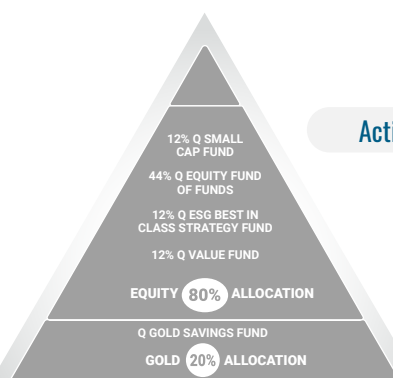 12% Q SMALL
CAP FUND
Acti
44% Q EQUITY FUND
OF FUNDS
12% Q ESG BEST IN
CLASS STRATEGY FUND
12% Q VALUE FUND
EQUITY 80% ALLOCATION
Q GOLD SAVINGS FUND
GOLD 20% ALLOCATION